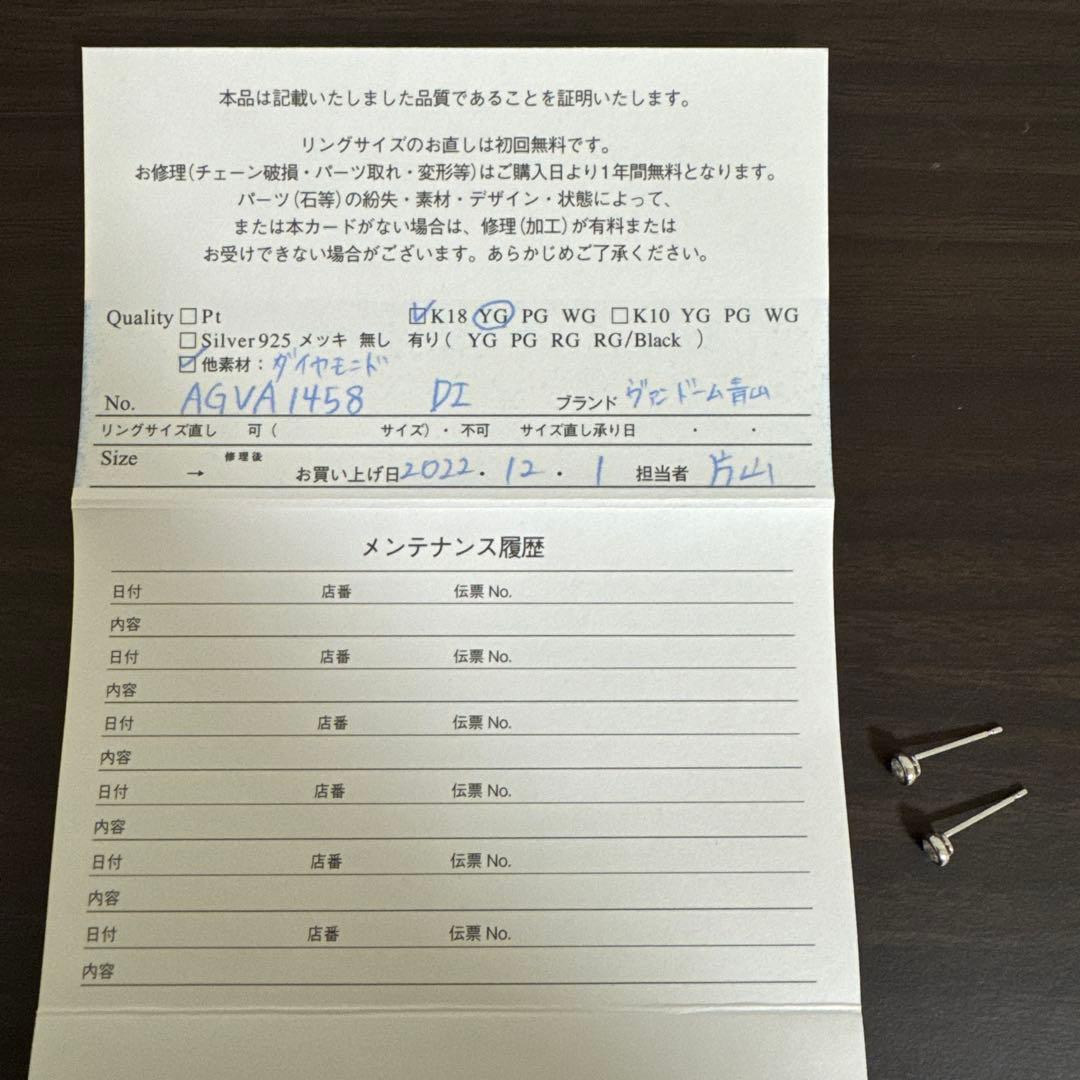 本品は記載いたしました品質であることを証明いたします。
リングサイズのお直しは初回無料です。
お修理(チェーン破損・パーツ取れ・変形等)はご購入日より1年間無料となります。
パーツ(石等)の紛失・素材・デザイン・状態によって、
または本カードがない場合は、修理(加工)が有料または
お受けできない場合がございます。あらかじめご了承ください。
Quality □Pt ☑K18 YG PG WG □K10 YG PG WG
□Silver925 メッキ 無し 有り( YG PG RG RG/Black )
☑他素材:ダイヤモンド
No. AGVA1458 DI ブランド ヴァンドーム青山
リングサイズ直し 可( サイズ)・不可 サイズ直し承り日 ・ ・
Size → 修理後 お買い上げ日2022・12・1 担当者 片山
メンテナンス履歴
日付 店番 伝票 No.
内容
日付 店番 伝票 No.
内容
日付 店番 伝票 No.
内容
日付 店番 伝票 No.
内容
日付 店番 伝票 No.
内容
日付 店番 伝票 No.
内容